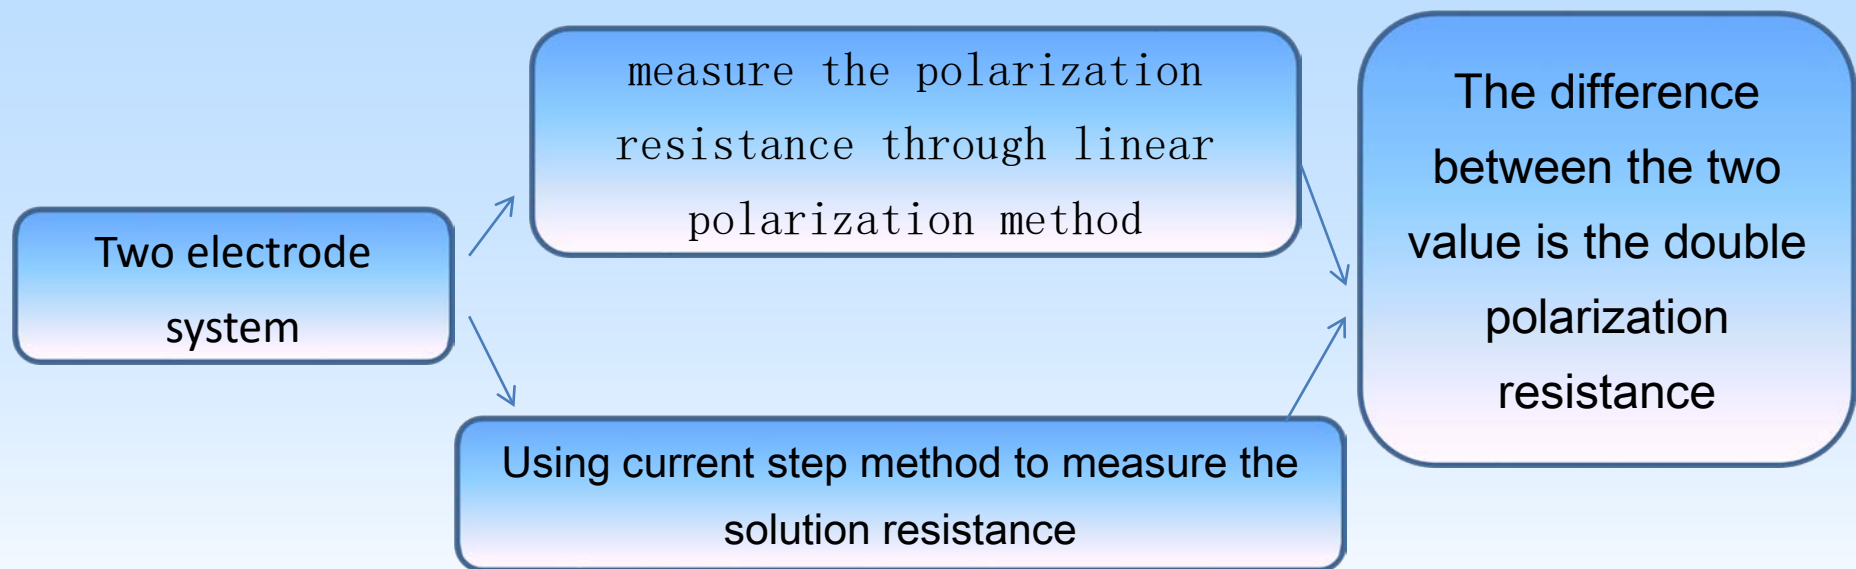 Two electrode
system
measure the polarization
resistance through linear
polarization method
Using current step method to measure the
solution resistance
The difference
between the two
value is the double
polarization
resistance